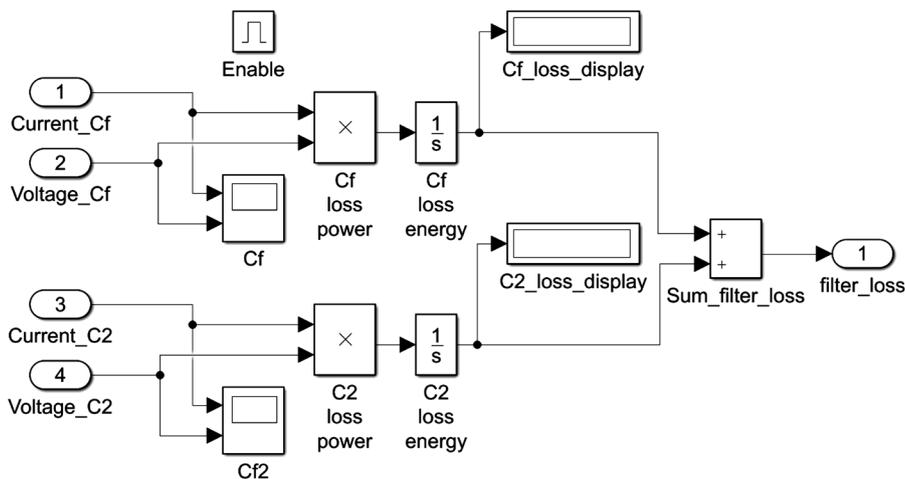 Enable
Cf_loss_display
1
Current_Cf
2
Voltage_Cf
×
Cf
loss
power
1
s
Cf
loss
energy
Cf
C2_loss_display
+
+
Sum_filter_loss
1
filter_loss
3
Current_C2
4
Voltage_C2
×
C2
loss
power
1
s
C2
loss
energy
Cf2